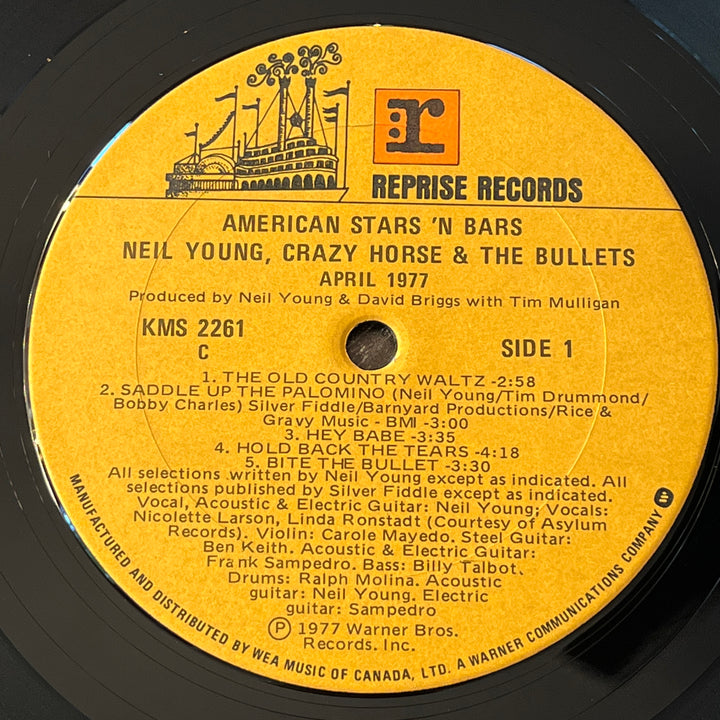 r
REPRISE RECORDS
AMERICAN STARS 'N BARS
NEIL YOUNG, CRAZY HORSE & THE BULLETS
APRIL 1977
Produced by Neil Young & David Briggs with Tim Mulligan
KMS 2261
C
SIDE 1
1. THE OLD COUNTRY WALTZ -2:58
2. SADDLE UP THE PALOMINO (Neil Young/Tim Drummond/
Bobby Charles) Silver Fiddle/Barnyard Productions/Rice &
Gravy Music - BMI -3:00
3. HEY BABE -3:35
4. HOLD BACK THE TEARS -4:18
5. BITE THE BULLET -3:30
All selections written by Neil Young except as indicated. All
selections published by Silver Fiddle except as indicated.
Vocal, Acoustic & Electric Guitar: Neil Young; Vocals:
Nicolette Larson, Linda Ronstadt (Courtesy of Asylum
Records). Violin: Carole Mayedo. Steel Guitar:
Ben Keith. Acoustic & Electric Guitar:
Frank Sampedro. Bass: Billy Talbot.
Drums: Ralph Molina. Acoustic
guitar: Neil Young. Electric
guitar: Sampedro
Ⓟ 1977 Warner Bros.
Records. Inc.
MANUFACTURED AND DISTRIBUTED BY WEA MUSIC OF CANADA, LTD. A WARNER COMMUNICATIONS COMPANY